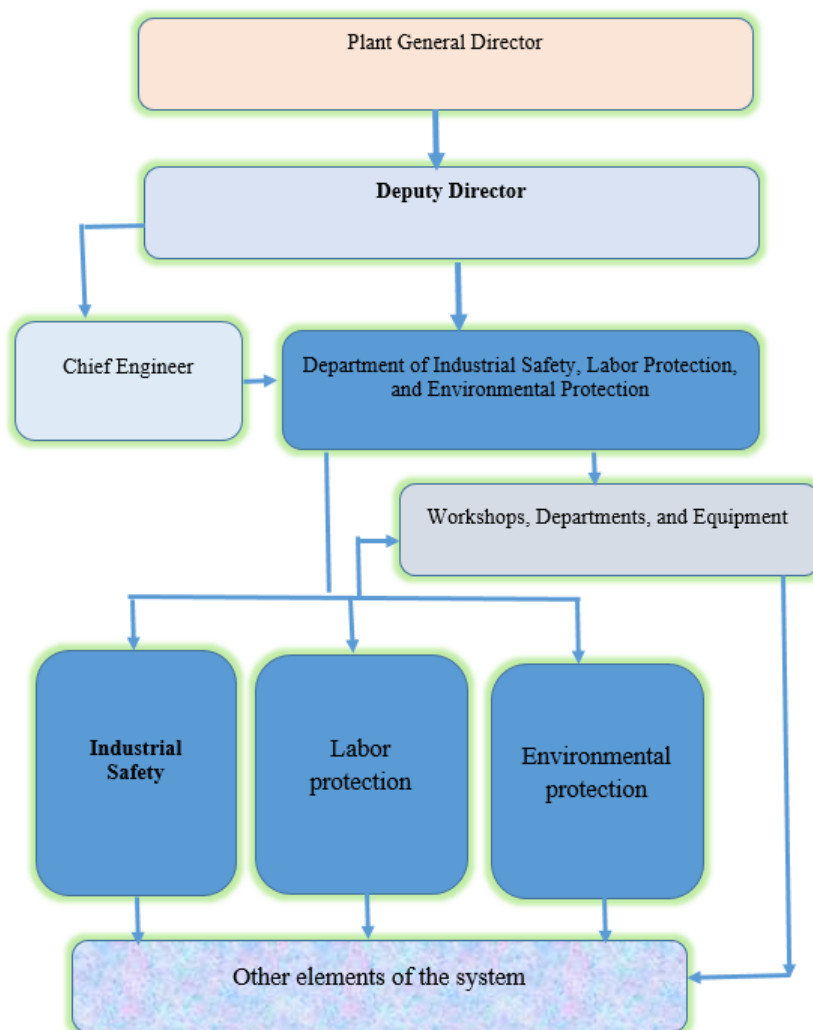 Plant General Director
Deputy Director
Chief Engineer
Department of Industrial Safety, Labor Protection,
and Environmental Protection
Workshops, Departments, and Equipment
Industrial
Safety
Labor
protection
Environmental
protection
Other elements of the system